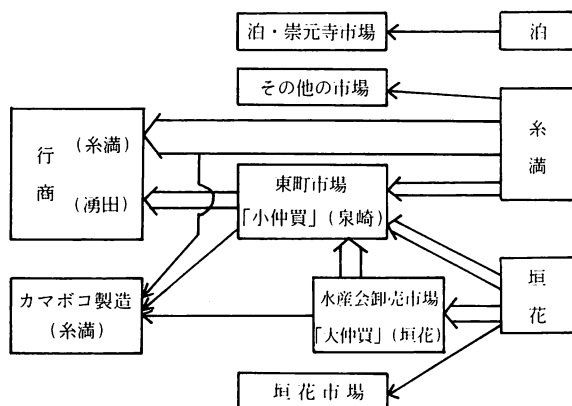 泊・崇元寺市場
泊
その他の市場
糸満
行商
(糸満)
(湧田)
東町市場
「小仲買」(泉崎)
垣花
カマボコ製造
(糸満)
水産会卸売市場
「大仲買」(垣花)
垣花市場